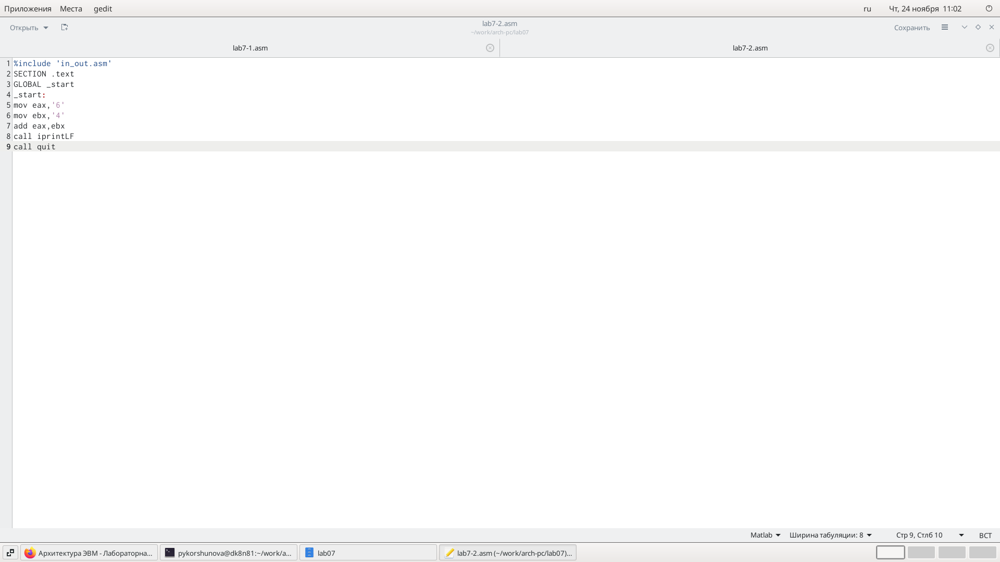 Приложения Места gedit ru Чт, 24 ноября 11:02
Открыть lab7-2.asm Сохранить
~/work/arch-pc/lab07
lab7-1.asm lab7-2.asm
1 %include 'in_out.asm'
2 SECTION .text
3 GLOBAL _start
4 _start:
5 mov eax,'6'
6 mov ebx,'4'
7 add eax,ebx
8 call iprintLF
9 call quit
Matlab Ширина табуляции: 8 Стр 9, Стлб 10 ВСТ
Архитектура ЭВМ - Лабораторна... pykorshunova@dk8n81:~/work/a... lab07 lab7-2.asm (~/work/arch-pc/lab07)...